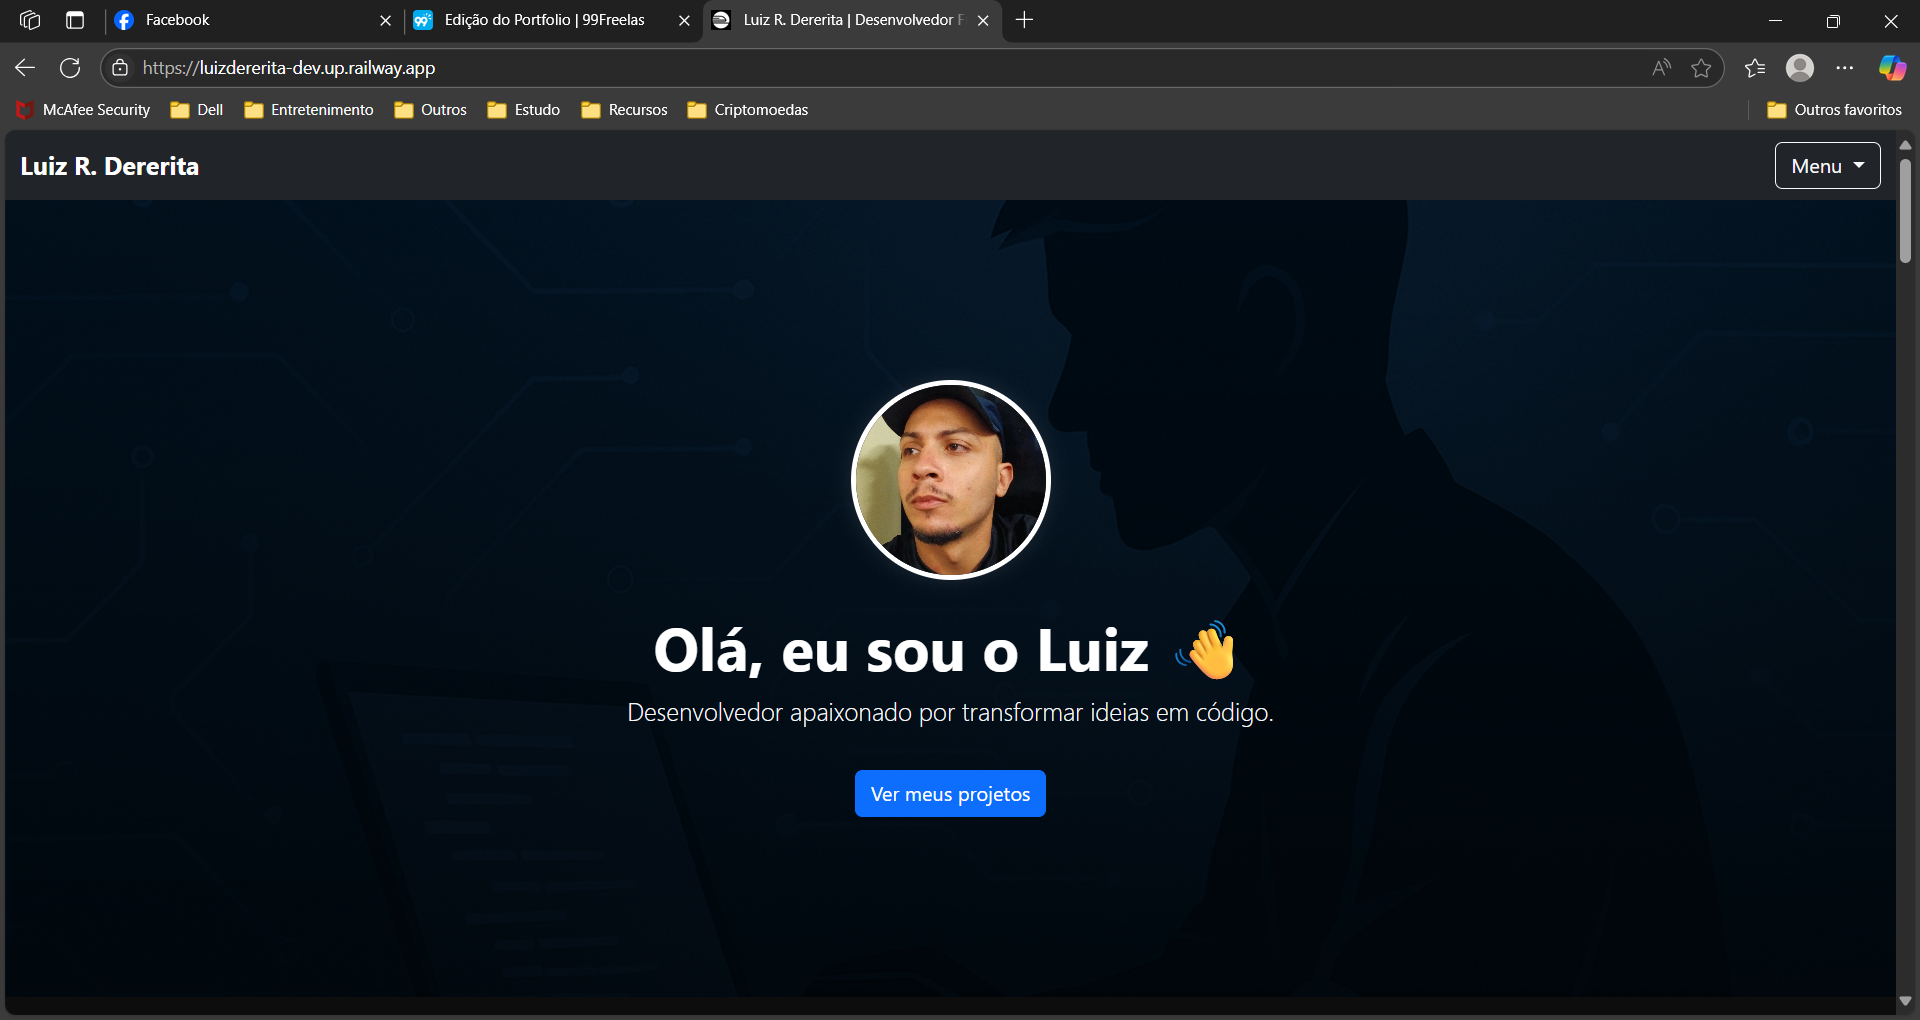 Facebook
Edição do Portfolio | 99Freelas
Luiz R. Dererita | Desenvolvedor F
https://luizdererita-dev.up.railway.app
McAfee Security
Dell
Entretenimento
Outros
Estudo
Recursos
Criptomoedas
Outros favoritos
Luiz R. Dererita
Menu
Olá, eu sou o Luiz 👋
Desenvolvedor apaixonado por transformar ideias em código.
Ver meus projetos